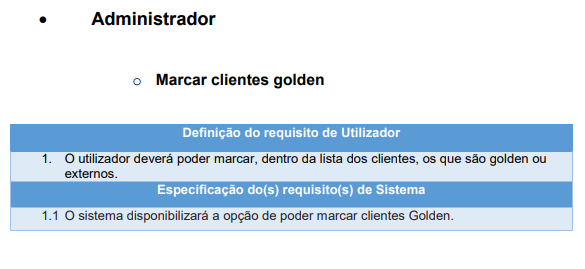 • Administrador
o Marcar clientes golden
Definição do requisito de Utilizador
1. O utilizador deverá poder marcar, dentro da lista dos clientes, os que são golden ou
externos.
Especificação do(s) requisito(s) de Sistema
1.1 O sistema disponibilizará a opção de poder marcar clientes Golden.